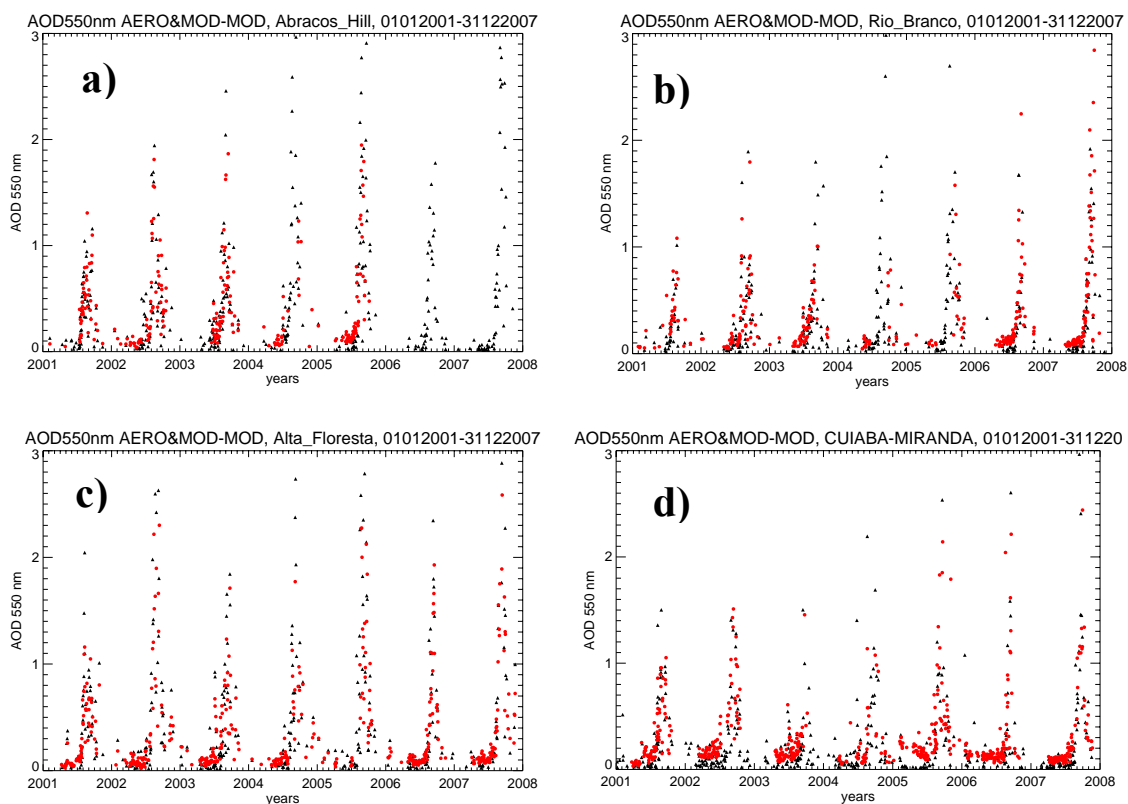 AOD550nm AERO&MOD-MOD, Abracos_Hill, 01012001-31122007
a)
3
2
1
0
AOD 550 nm
2001 2002 2003 2004 2005 2006 2007 2008
years
AOD550nm AERO&MOD-MOD, Rio_Branco, 01012001-31122007
b)
3
2
1
0
AOD 550 nm
2001 2002 2003 2004 2005 2006 2007 2008
years
AOD550nm AERO&MOD-MOD, Alta_Floresta, 01012001-31122007
c)
3
2
1
0
AOD 550 nm
2001 2002 2003 2004 2005 2006 2007 2008
years
AOD550nm AERO&MOD-MOD, CUIABA-MIRANDA, 01012001-311220
d)
3
2
1
0
AOD 550 nm
2001 2002 2003 2004 2005 2006 2007 2008
years